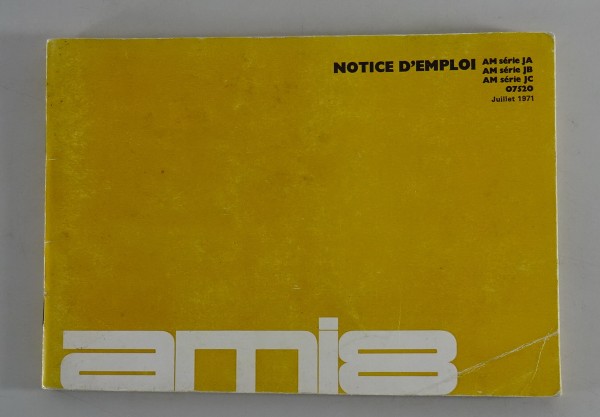 NOTICE D'EMPLOI AM série JA
AM série JB
AM série JC
07520
Juillet 1971
ami8